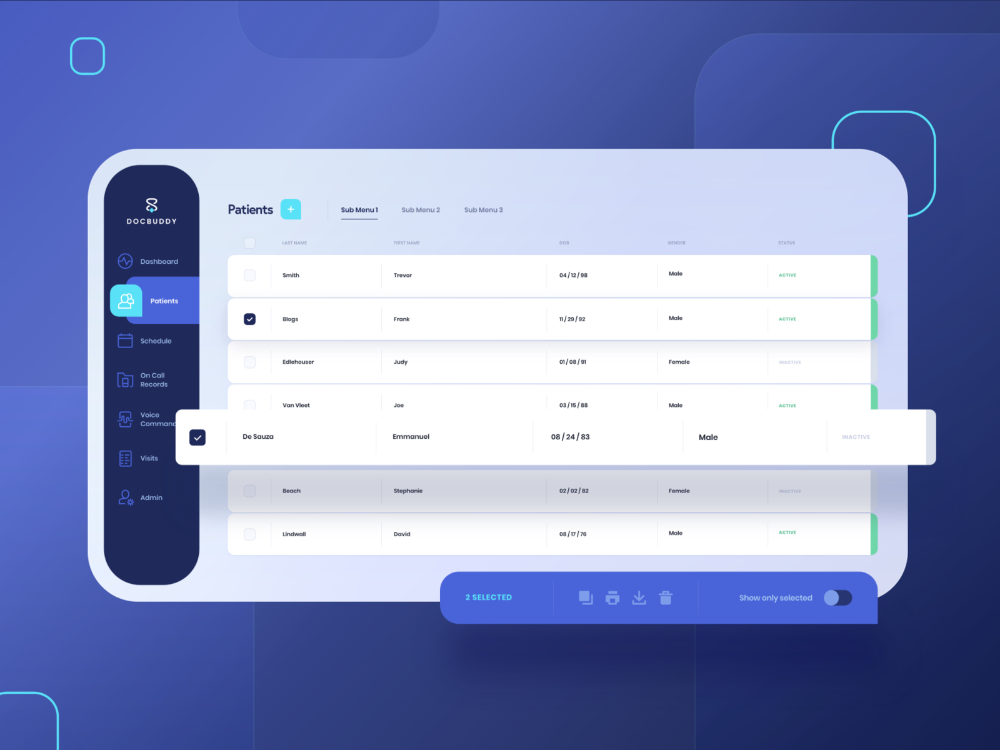 DOCBUDDY
Dashboard
Patients
Schedule
On Call
Records
Voice
Command
Visits
Admin
Patients +
Sub Menu 1 Sub Menu 2 Sub Menu 3
LAST NAME FIRST NAME DOB GENDER STATUS
Smith Trevor 04 / 12 / 98 Male ACTIVE
Blogs Frank 11 / 29 / 92 Male ACTIVE
Edlehouser Judy 01 / 08 / 91 Female INACTIVE
Van Vleet Joe 03 / 15 / 88 Male ACTIVE
De Sauza Emmanuel 08 / 24 / 83 Male INACTIVE
Beach Stephanie 02 / 02 / 82 Female INACTIVE
Lindwall David 08 / 17 / 76 Male ACTIVE
2 SELECTED Show only selected